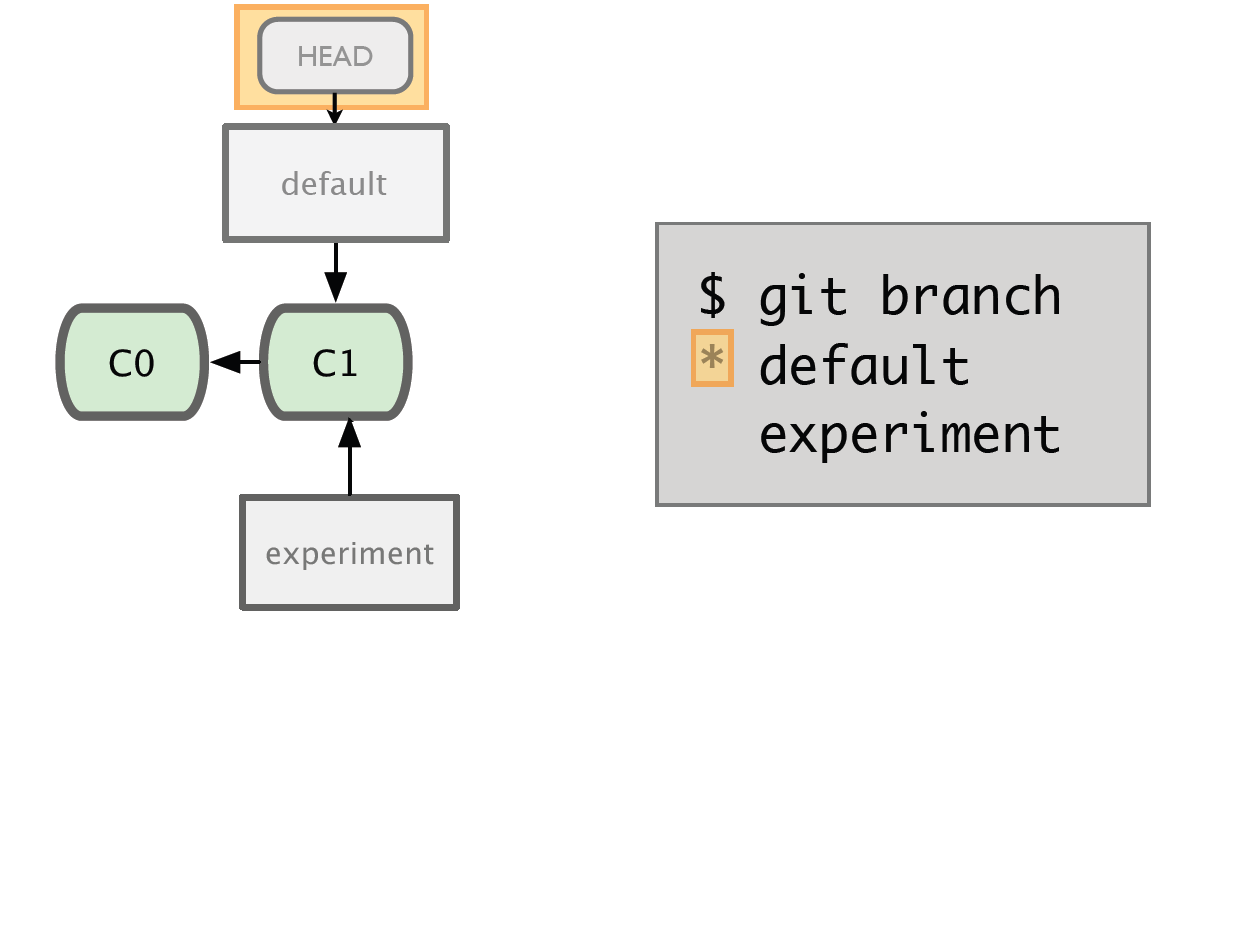 HEAD
default
C0
C1
experiment
$ git branch
* default
experiment